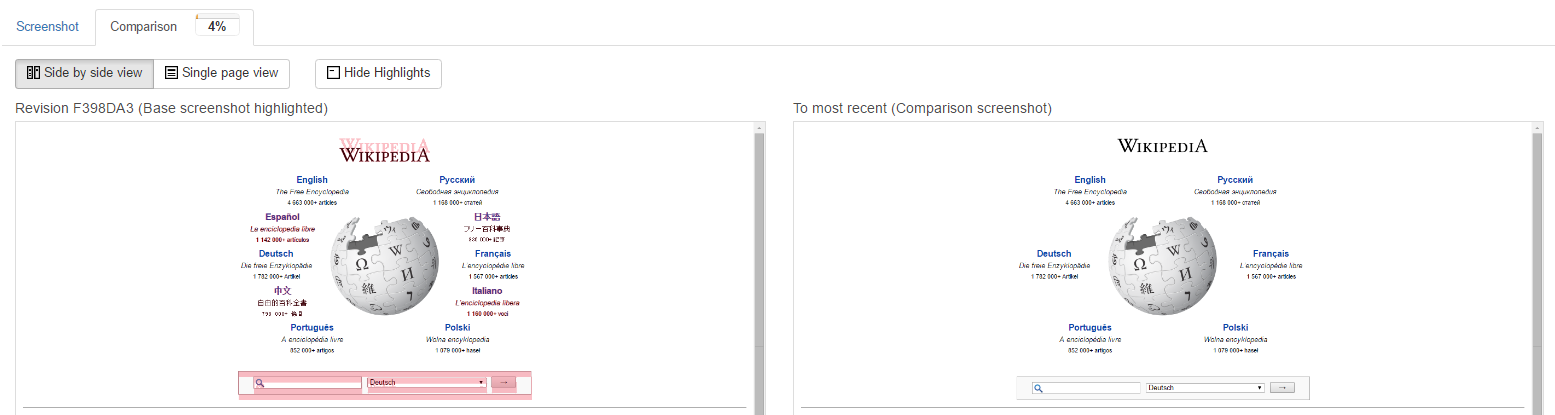 Screenshot Comparison 4%
Side by side view Single page view Hide Highlights
Revision F398DA3 (Base screenshot highlighted)
WIKIPEDIA
English Русский
The Free Encyclopedia Свободная энциклопедия
4 663 000+ articles 1 168 000+ статей
Español 日本語
La enciclopedia libre フリー百科事典
1 142 000+ artículos
Deutsch Français
Die freie Enzyklopädie L'encyclopédie libre
1 782 000+ Artikel 1 567 000+ articles
中文 Italiano
自由的百科全書 L'enciclopedia libera
1 160 000+ voci
Português Polski
A enciclopédia livre Wolna encyklopedia
852 000+ artigos 1 079 000+ haseł
Deutsch
To most recent (Comparison screenshot)
WIKIPEDIA
English Русский
The Free Encyclopedia Свободная энциклопедия
4 663 000+ articles 1 168 000+ статей
Deutsch Français
Die freie Enzyklopädie L'encyclopédie libre
1 782 000+ Artikel 1 567 000+ articles
Português Polski
A enciclopédia livre Wolna encyklopedia
852 000+ artigos 1 079 000+ haseł
Deutsch